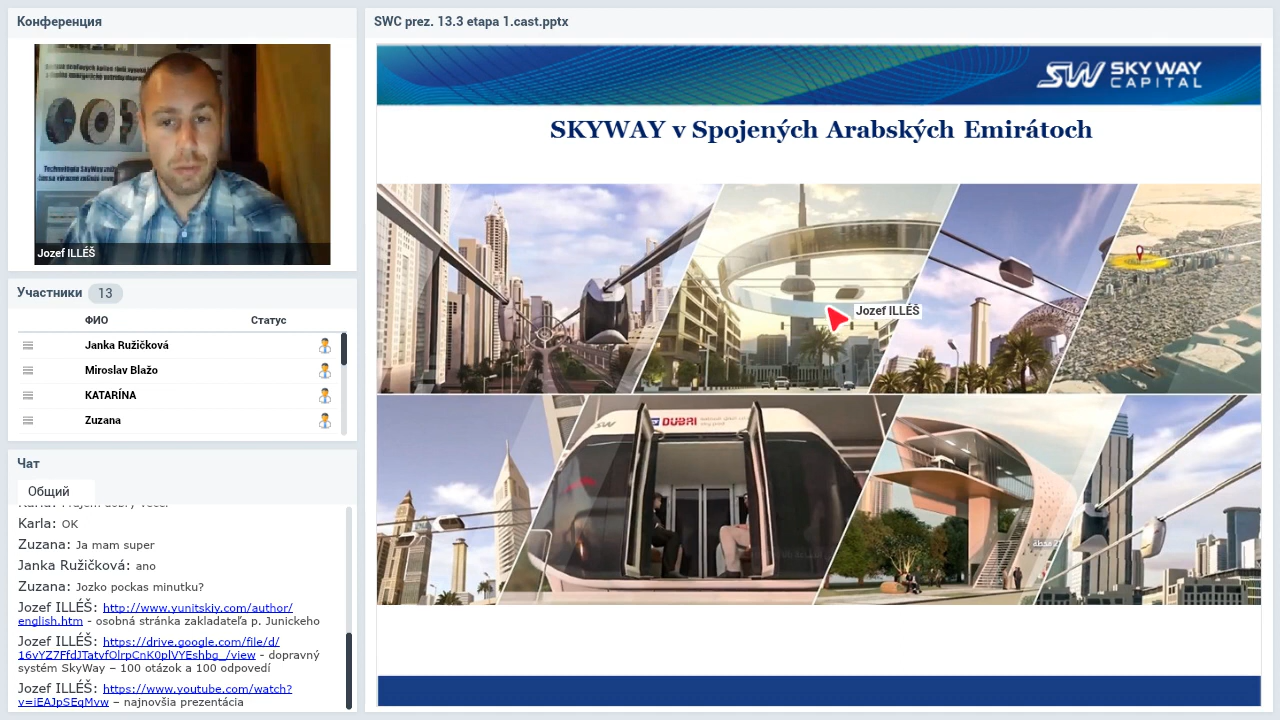 Конференция
Technológia SkyWay
Jozef ILLÉŠ
Участники 13
ФИО Статус
Janka Ružičková
Miroslav Blažo
KATARÍNA
Zuzana
Чат
Общий
Karla: OK
Zuzana: Ja mam super
Janka Ružičková: ano
Zuzana: Jozko pockas minutku?
Jozef ILLÉŠ: http://www.yunitskiy.com/author/
english.htm - osobná stránka zakladateľa p. Junickeho
Jozef ILLÉŠ: https://drive.google.com/file/d/
16vYZ7FfdJTatvfOlrpCnK0plVYEshbg_/view - dopravný
systém SkyWay – 100 otázok a 100 odpovedí
Jozef ILLÉŠ: https://www.youtube.com/watch?
v=iEAJpSEqMvw – najnovšia prezentácia
SWC prez. 13.3 etapa 1.cast.pptx
SW SKY WAY
CAPITAL
SKYWAY v Spojených Arabských Emirátoch
Jozef ILLÉŠ
SW
DUBAI